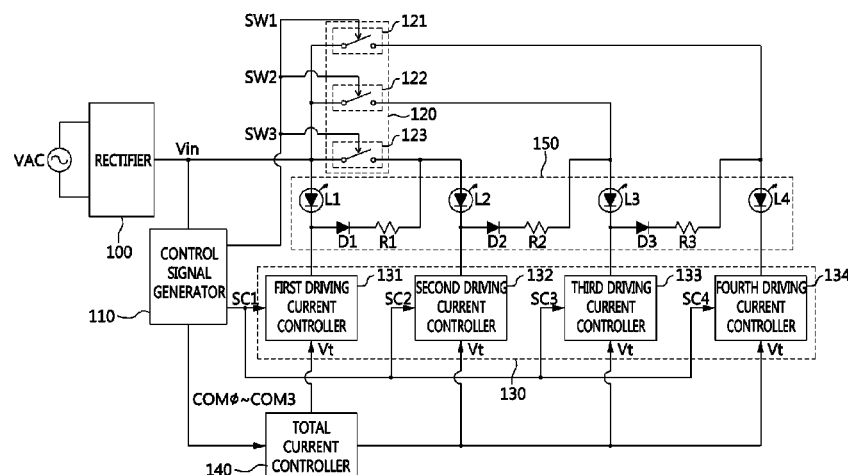 SW1
121
SW2
122
120
SW3
123
VAC
RECTIFIER
Vin
150
100
L1
L2
L3
L4
D1
R1
D2
R2
D3
R3
CONTROL
SIGNAL
GENERATOR
110
SC1
FIRST DRIVING
CURRENT
CONTROLLER
131
SC2
SECOND DRIVING
CURRENT
CONTROLLER
132
SC3
THIRD DRIVING
CURRENT
CONTROLLER
133
SC4
FOURTH DRIVING
CURRENT
CONTROLLER
134
Vt
Vt
Vt
Vt
130
COMϕ~COM3
TOTAL
CURRENT
CONTROLLER
140